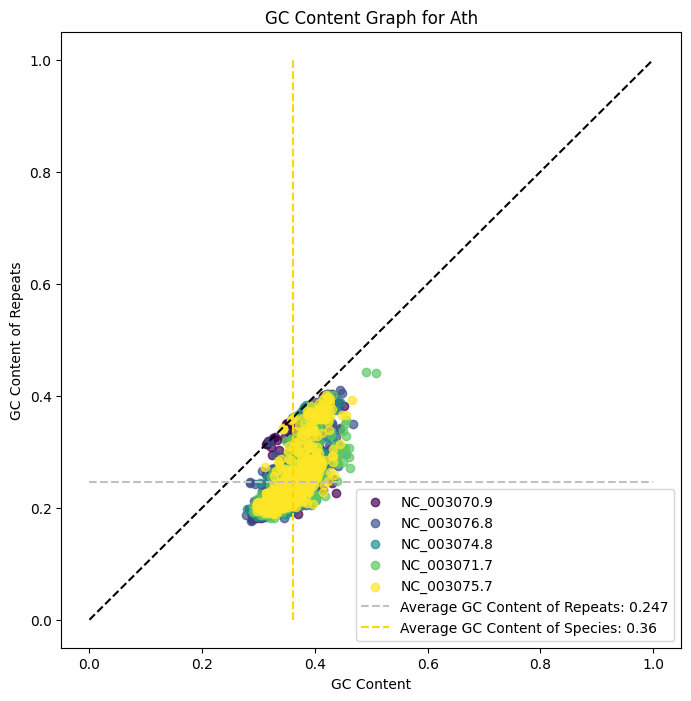 GC Content Graph for Ath
GC Content of Repeats
1.0
0.8
0.6
0.4
0.2
0.0
0.0
0.2
0.4
0.6
0.8
1.0
GC Content
NC_003070.9
NC_003076.8
NC_003074.8
NC_003071.7
NC_003075.7
Average GC Content of Repeats: 0.247
Average GC Content of Species: 0.36